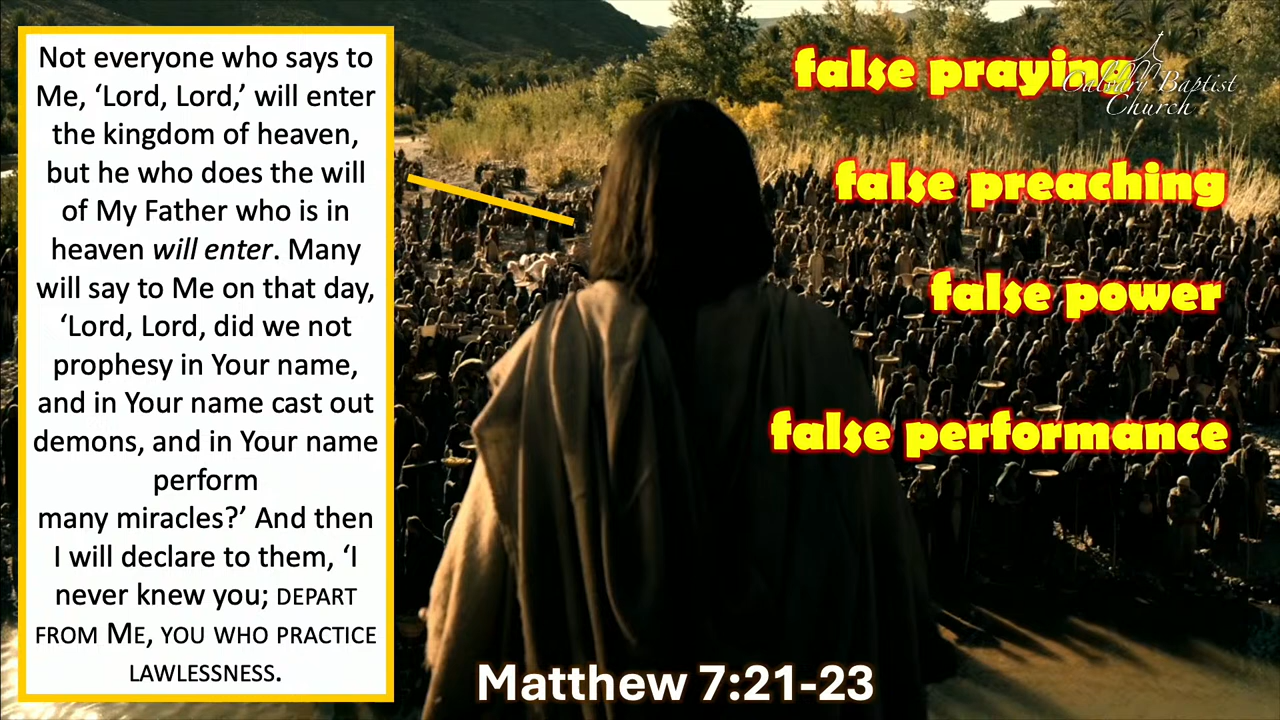 Not everyone who says to
Me, ‘Lord, Lord,’ will enter
the kingdom of heaven,
but he who does the will
of My Father who is in
heaven will enter. Many
will say to Me on that day,
‘Lord, Lord, did we not
prophesy in Your name,
and in Your name cast out
demons, and in Your name
perform
many miracles?’ And then
I will declare to them, ‘I
never knew you; DEPART
FROM ME, YOU WHO PRACTICE
LAWLESSNESS.
false praying
Calvary Baptist
Church
false preaching
false power
false performance
Matthew 7:21-23